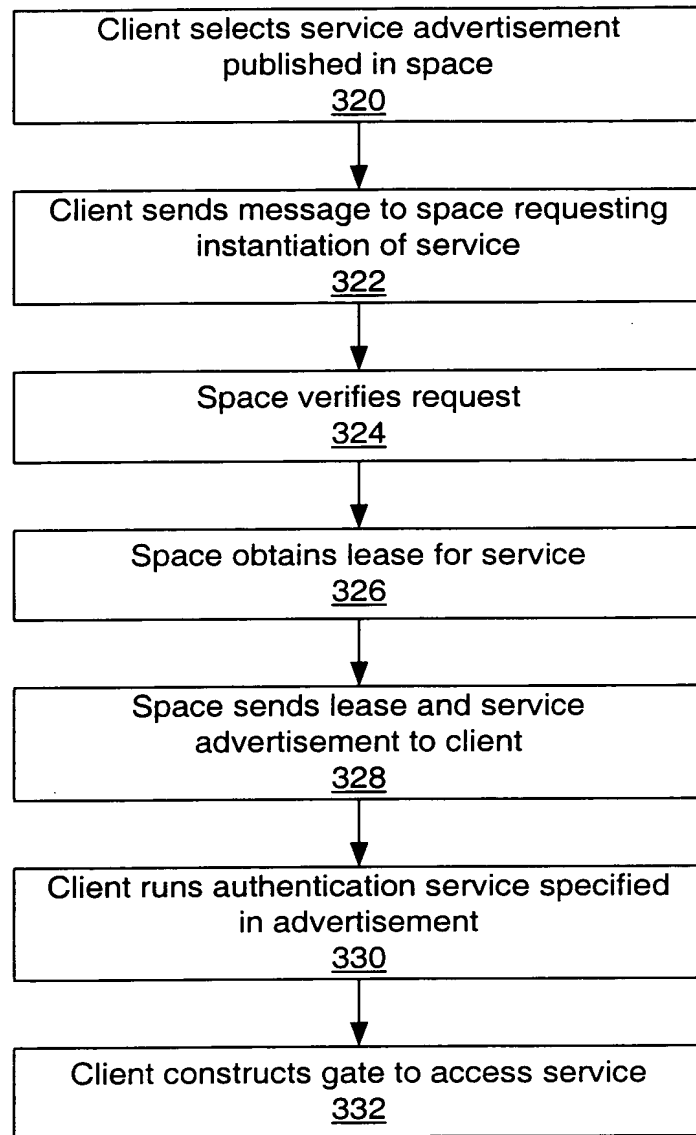 Client selects service advertisement
published in space
320
Client sends message to space requesting
instantiation of service
322
Space verifies request
324
Space obtains lease for service
326
Space sends lease and service
advertisement to client
328
Client runs authentication service specified
in advertisement
330
Client constructs gate to access service
332